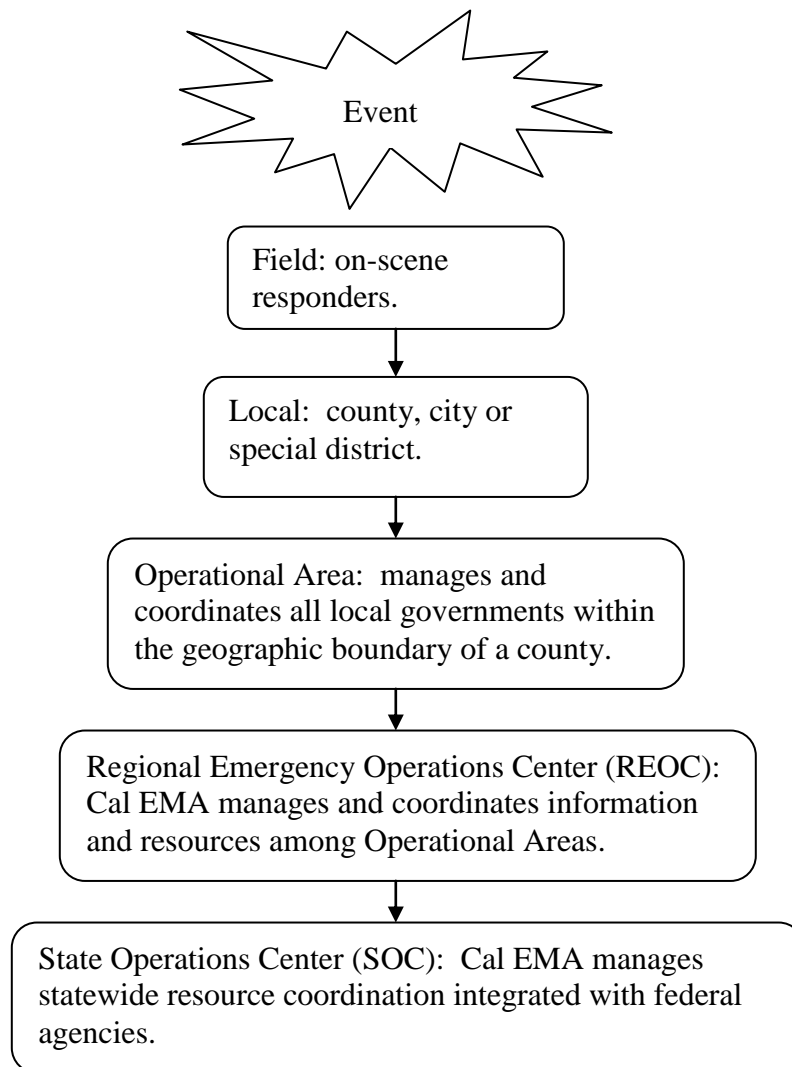 Event
Field: on-scene
responders.
Local: county, city or
special district.
Operational Area: manages and
coordinates all local governments within
the geographic boundary of a county.
Regional Emergency Operations Center (REOC):
Cal EMA manages and coordinates information
and resources among Operational Areas.
State Operations Center (SOC): Cal EMA manages
statewide resource coordination integrated with federal
agencies.